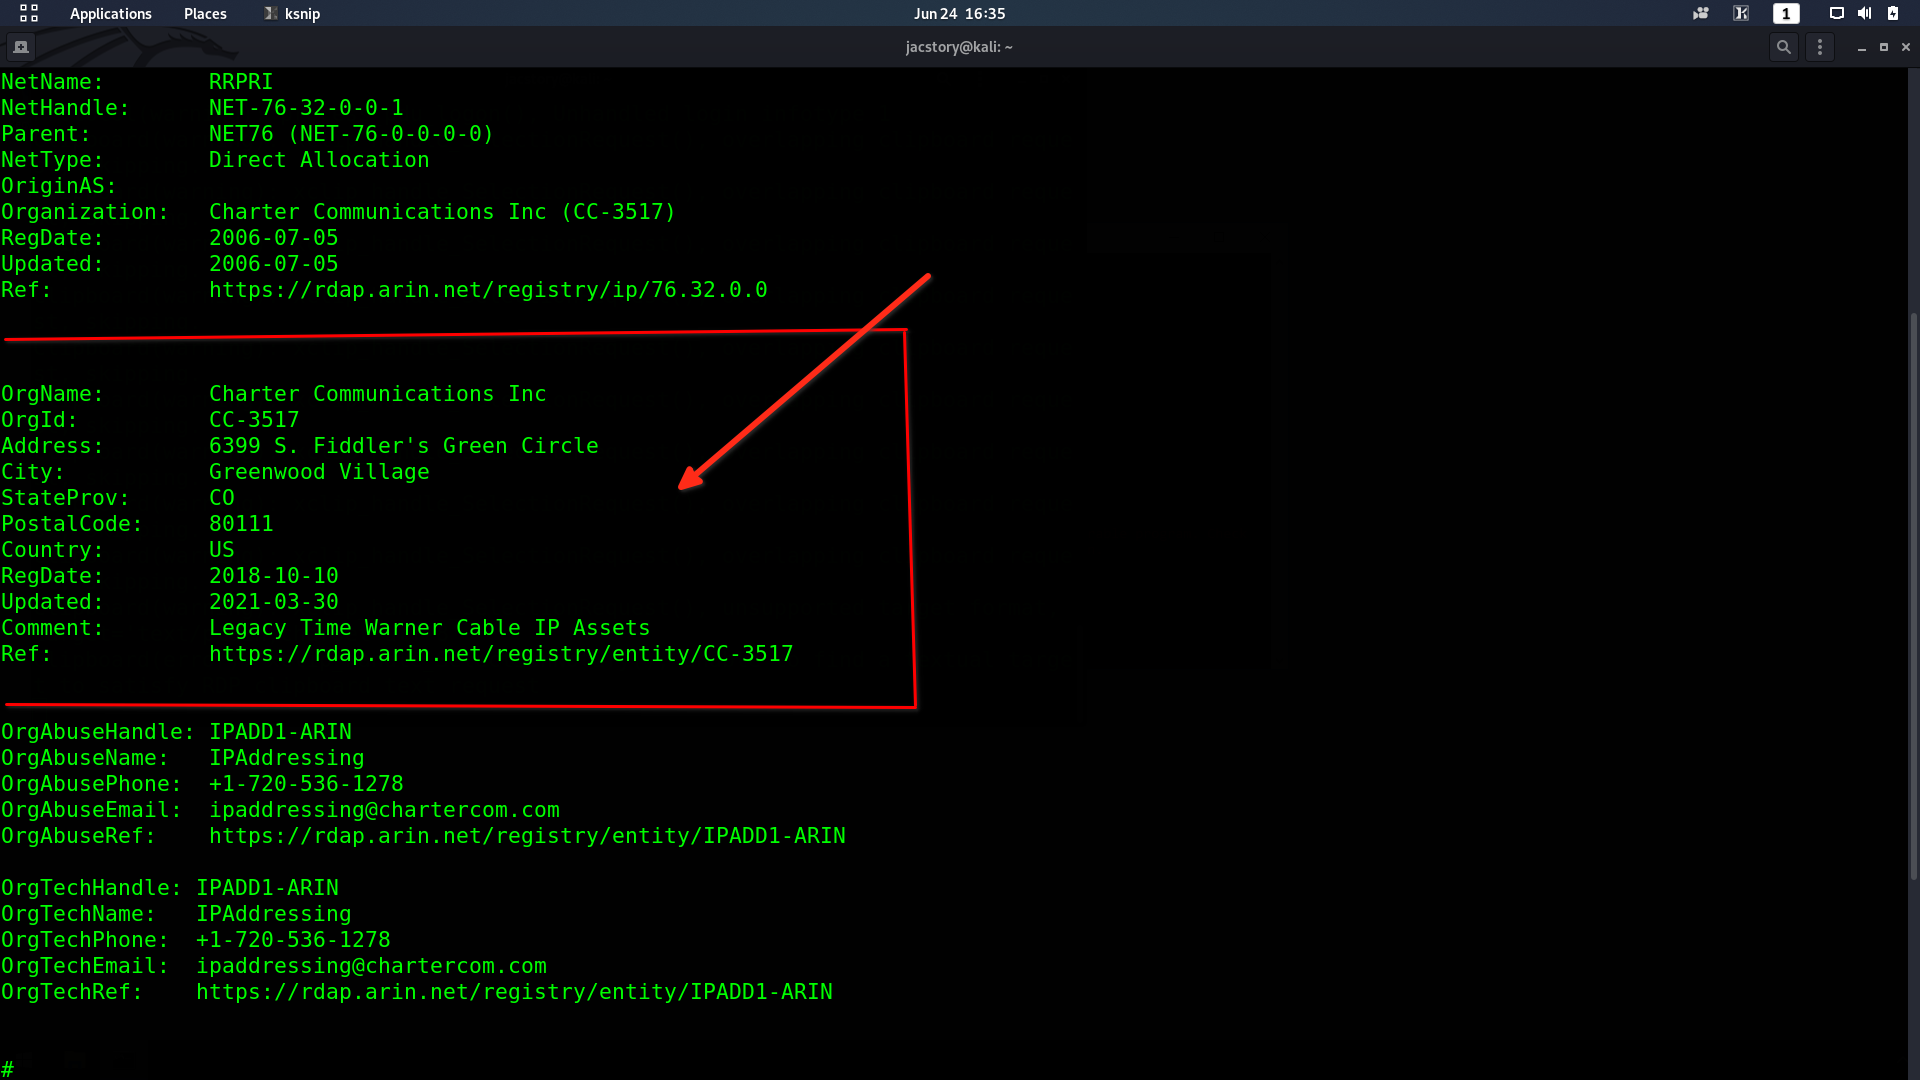 Applications Places ksnip Jun 24 16:35 1
jacstory@kali: ~
NetName: RRPRI
NetHandle: NET-76-32-0-0-1
Parent: NET76 (NET-76-0-0-0-0)
NetType: Direct Allocation
OriginAS:
Organization: Charter Communications Inc (CC-3517)
RegDate: 2006-07-05
Updated: 2006-07-05
Ref: https://rdap.arin.net/registry/ip/76.32.0.0
OrgName: Charter Communications Inc
OrgId: CC-3517
Address: 6399 S. Fiddler's Green Circle
City: Greenwood Village
StateProv: CO
PostalCode: 80111
Country: US
RegDate: 2018-10-10
Updated: 2021-03-30
Comment: Legacy Time Warner Cable IP Assets
Ref: https://rdap.arin.net/registry/entity/CC-3517
OrgAbuseHandle: IPADD1-ARIN
OrgAbuseName: IPAddressing
OrgAbusePhone: +1-720-536-1278
OrgAbuseEmail: ipaddressing@chartercom.com
OrgAbuseRef: https://rdap.arin.net/registry/entity/IPADD1-ARIN
OrgTechHandle: IPADD1-ARIN
OrgTechName: IPAddressing
OrgTechPhone: +1-720-536-1278
OrgTechEmail: ipaddressing@chartercom.com
OrgTechRef: https://rdap.arin.net/registry/entity/IPADD1-ARIN
#